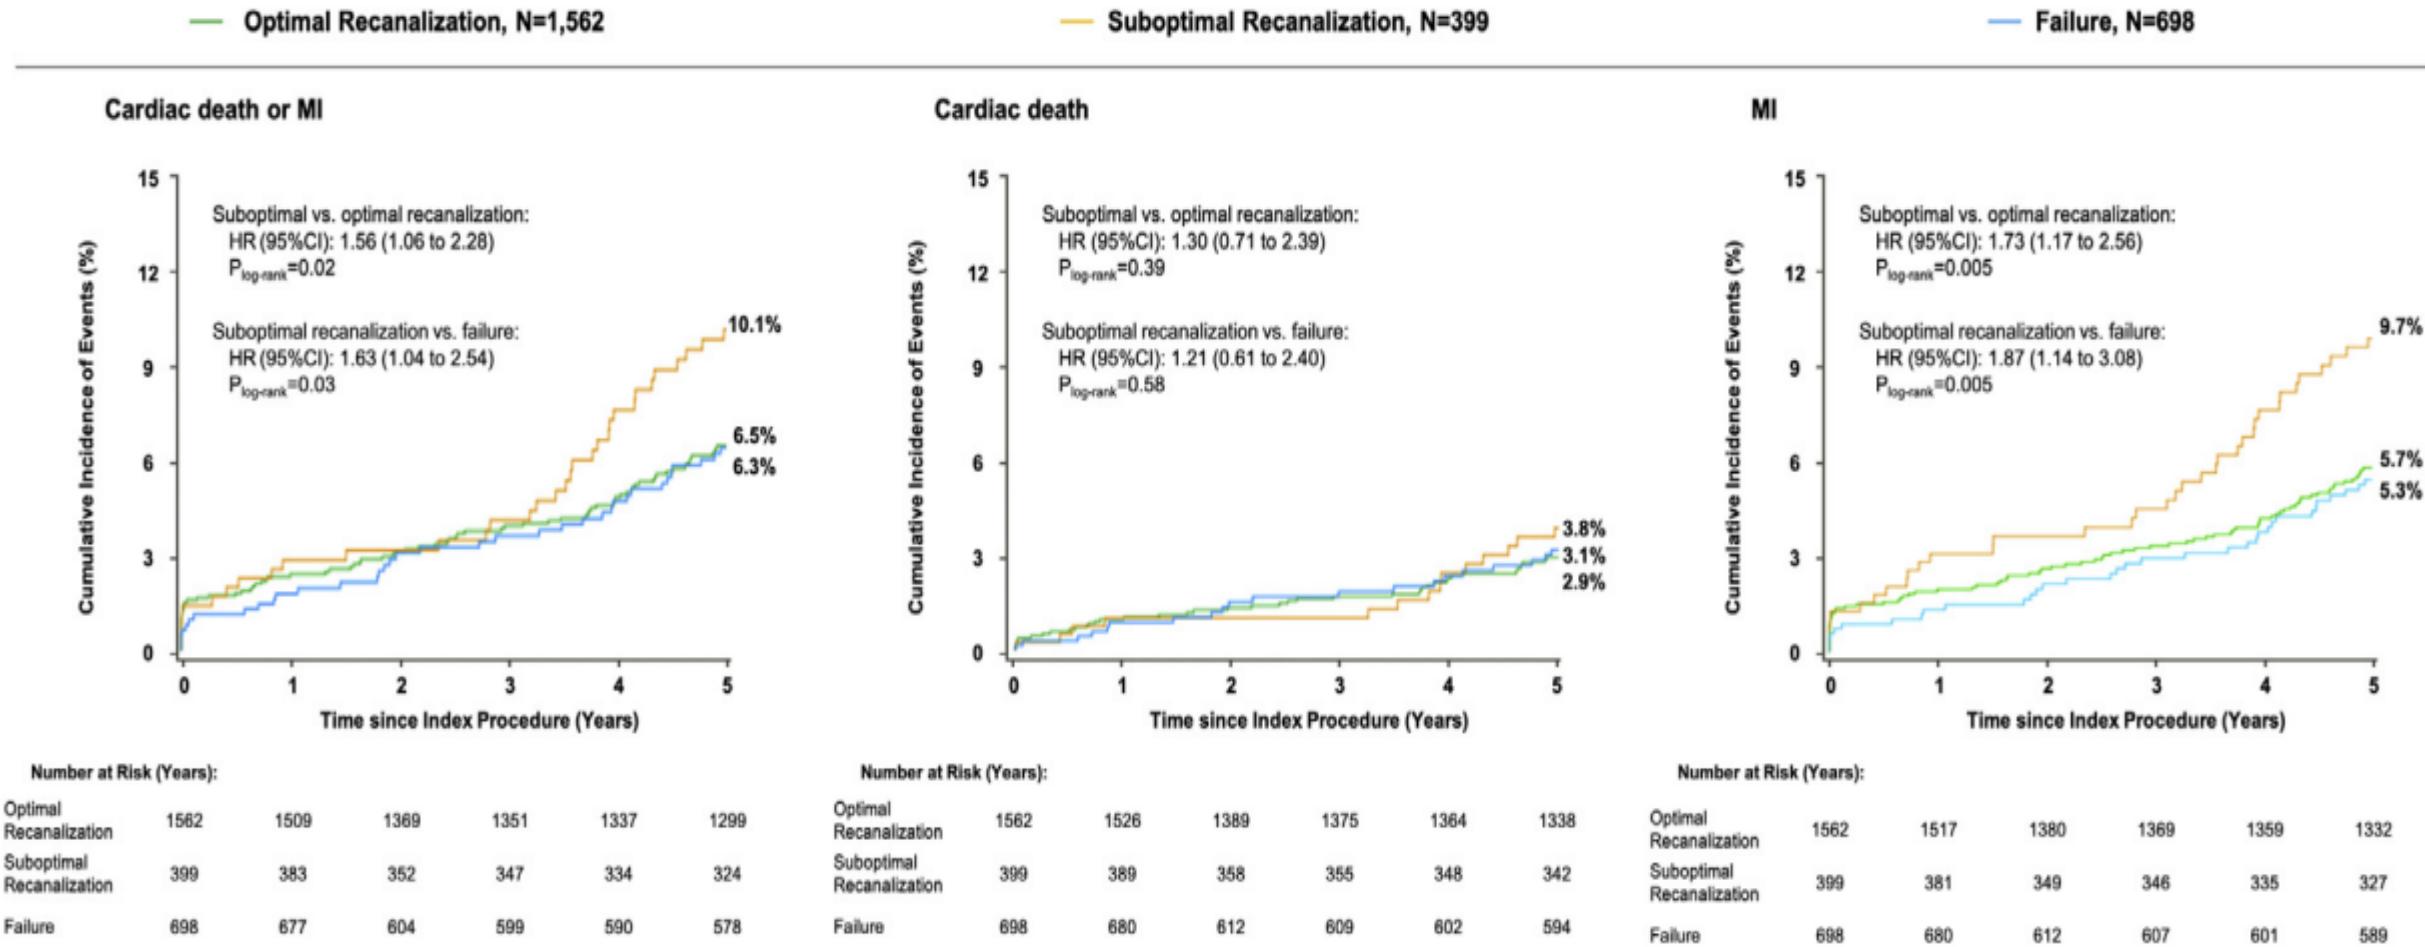 Optimal Recanalization, N=1,562
Suboptimal Recanalization, N=399
Failure, N=698
Cardiac death or MI
Cumulative Incidence of Events (%)
15
12
9
6
3
0
Suboptimal vs. optimal recanalization:
HR (95%CI): 1.56 (1.06 to 2.28)
Plog-rank=0.02
Suboptimal recanalization vs. failure:
HR (95%CI): 1.63 (1.04 to 2.54)
Plog-rank=0.03
10.1%
6.5%
6.3%
0 1 2 3 4 5
Time since Index Procedure (Years)
Number at Risk (Years):
Optimal
Recanalization 1562 1509 1369 1351 1337 1299
Suboptimal
Recanalization 399 383 352 347 334 324
Failure 698 677 604 599 590 578
Cardiac death
Cumulative Incidence of Events (%)
15
12
9
6
3
0
Suboptimal vs. optimal recanalization:
HR (95%CI): 1.30 (0.71 to 2.39)
Plog-rank=0.39
Suboptimal recanalization vs. failure:
HR (95%CI): 1.21 (0.61 to 2.40)
Plog-rank=0.58
3.8%
3.1%
2.9%
0 1 2 3 4 5
Time since Index Procedure (Years)
Number at Risk (Years):
Optimal
Recanalization 1562 1526 1389 1375 1364 1338
Suboptimal
Recanalization 399 389 358 355 348 342
Failure 698 680 612 609 602 594
MI
Cumulative Incidence of Events (%)
15
12
9
6
3
0
Suboptimal vs. optimal recanalization:
HR (95%CI): 1.73 (1.17 to 2.56)
Plog-rank=0.005
Suboptimal recanalization vs. failure:
HR (95%CI): 1.87 (1.14 to 3.08)
Plog-rank=0.005
9.7%
5.7%
5.3%
0 1 2 3 4 5
Time since Index Procedure (Years)
Number at Risk (Years):
Optimal
Recanalization 1562 1517 1380 1369 1359 1332
Suboptimal
Recanalization 399 381 349 346 335 327
Failure 698 680 612 607 601 589